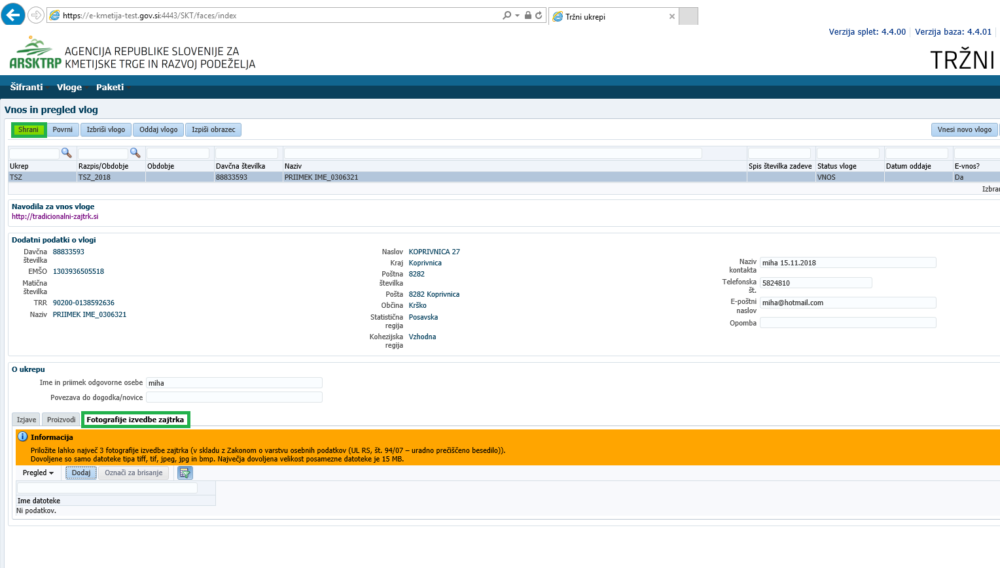 https://e-kmetija-test.gov.si:4443/SKT/faces/index
Tržni ukrepi
Verzija splet: 4.4.00 Verzija baza: 4.4.01
ARSKTRP
AGENCIJA REPUBLIKE SLOVENIJE ZA
KMETIJSKE TRGE IN RAZVOJ PODEŽELJA
TRŽNI
Šifranti Vloge Paketi
Vnos in pregled vlog
Shrani Povrni Izbriši vlogo Oddaj vlogo Izpiši obrazec Vnesi novo vlogo
Ukrep Razpis/Obdobje Obdobje Davčna številka Naziv Spis številka zadeve Status vloge Datum oddaje E-vnos?
TSZ TSZ_2018 88833593 PRIIMEK IME_0306321 VNOS Da
Izbran
Navodila za vnos vloge
http://tradicionalni-zajtrk.si
Dodatni podatki o vlogi
Davčna številka 88833593
EMŠO 1303936505518
Matična številka
TRR 90200-0138592636
Naziv PRIIMEK IME_0306321
Naslov KOPRIVNICA 27
Kraj Koprivnica
Poštna številka 8282
Pošta 8282 Koprivnica
Občina Krško
Statistična regija Posavska
Kohezijska regija Vzhodna
Naziv kontakta miha 15.11.2018
Telefonska št. 5824810
E-poštni naslov miha@hotmail.com
Opomba
O ukrepu
Ime in priimek odgovorne osebe miha
Povezava do dogodka/novice
Izjave Proizvodi Fotografije izvedbe zajtrka
Informacija
Priložite lahko največ 3 fotografije izvedbe zajtrka (v skladu z Zakonom o varstvu osebnih podatkov (UL RS, št. 94/07 – uradno prečiščeno besedilo)).
Dovoljene so samo datoteke tipa tiff, tif, jpeg, jpg in bmp. Največja dovoljena velikost posamezne datoteke je 15 MB.
Pregled Dodaj Označi za brisanje
Ime datoteke
Ni podatkov.